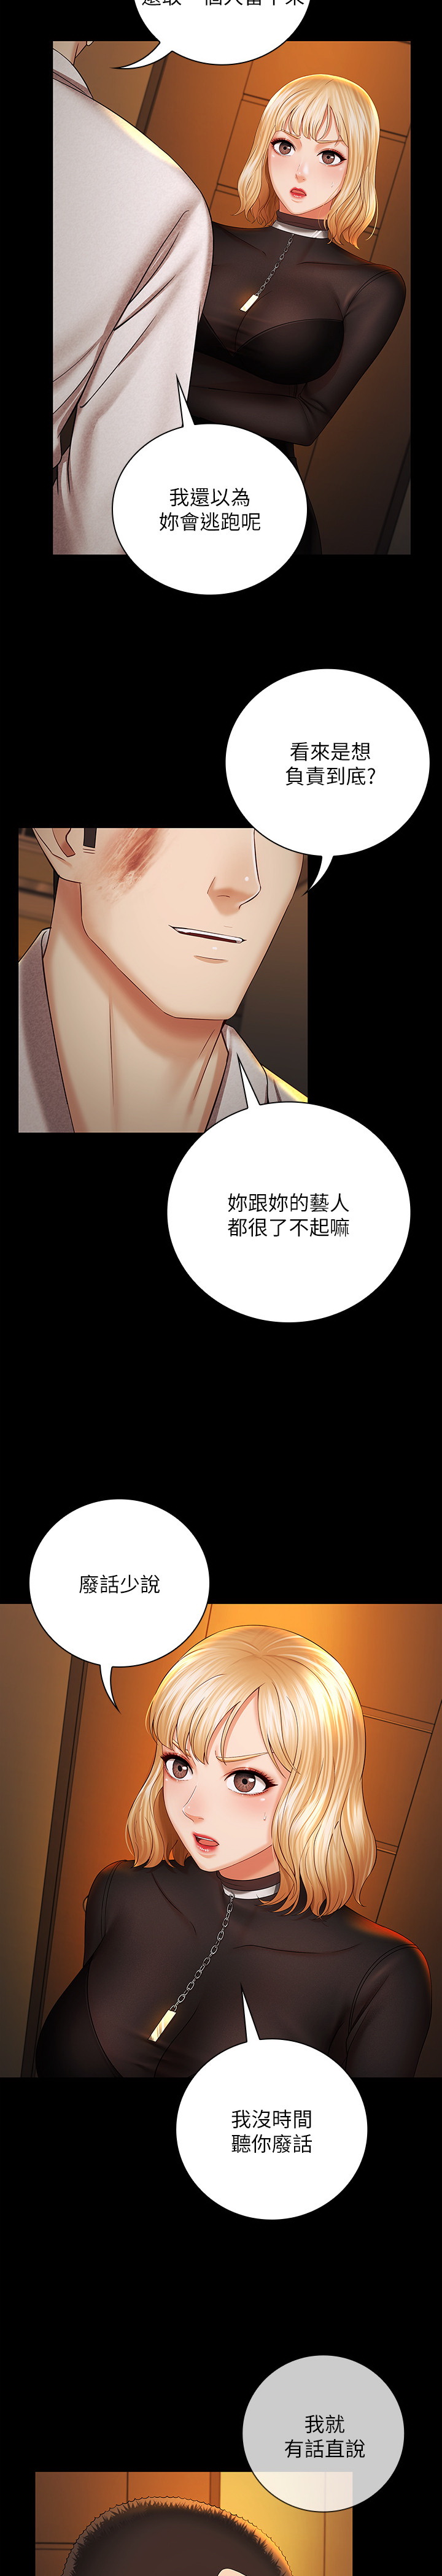 我還以為
妳會逃跑呢
看來是想
負責到底?
妳跟妳的藝人
都很了不起嘛
廢話少說
我沒時間
聽你廢話
我就
有話直說